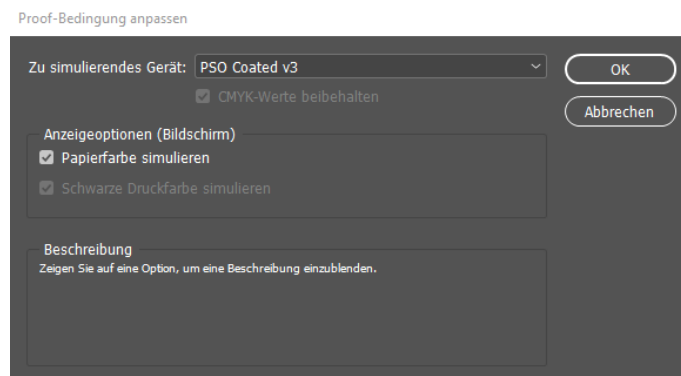 Proof-Bedingung anpassen
Zu simulierendes Gerät: PSO Coated v3
OK
CMYK-Werte beibehalten
Abbrechen
Anzeigeoptionen (Bildschirm)
Papierfarbe simulieren
Schwarze Druckfarbe simulieren
Beschreibung
Zeigen Sie auf eine Option, um eine Beschreibung einzublenden.